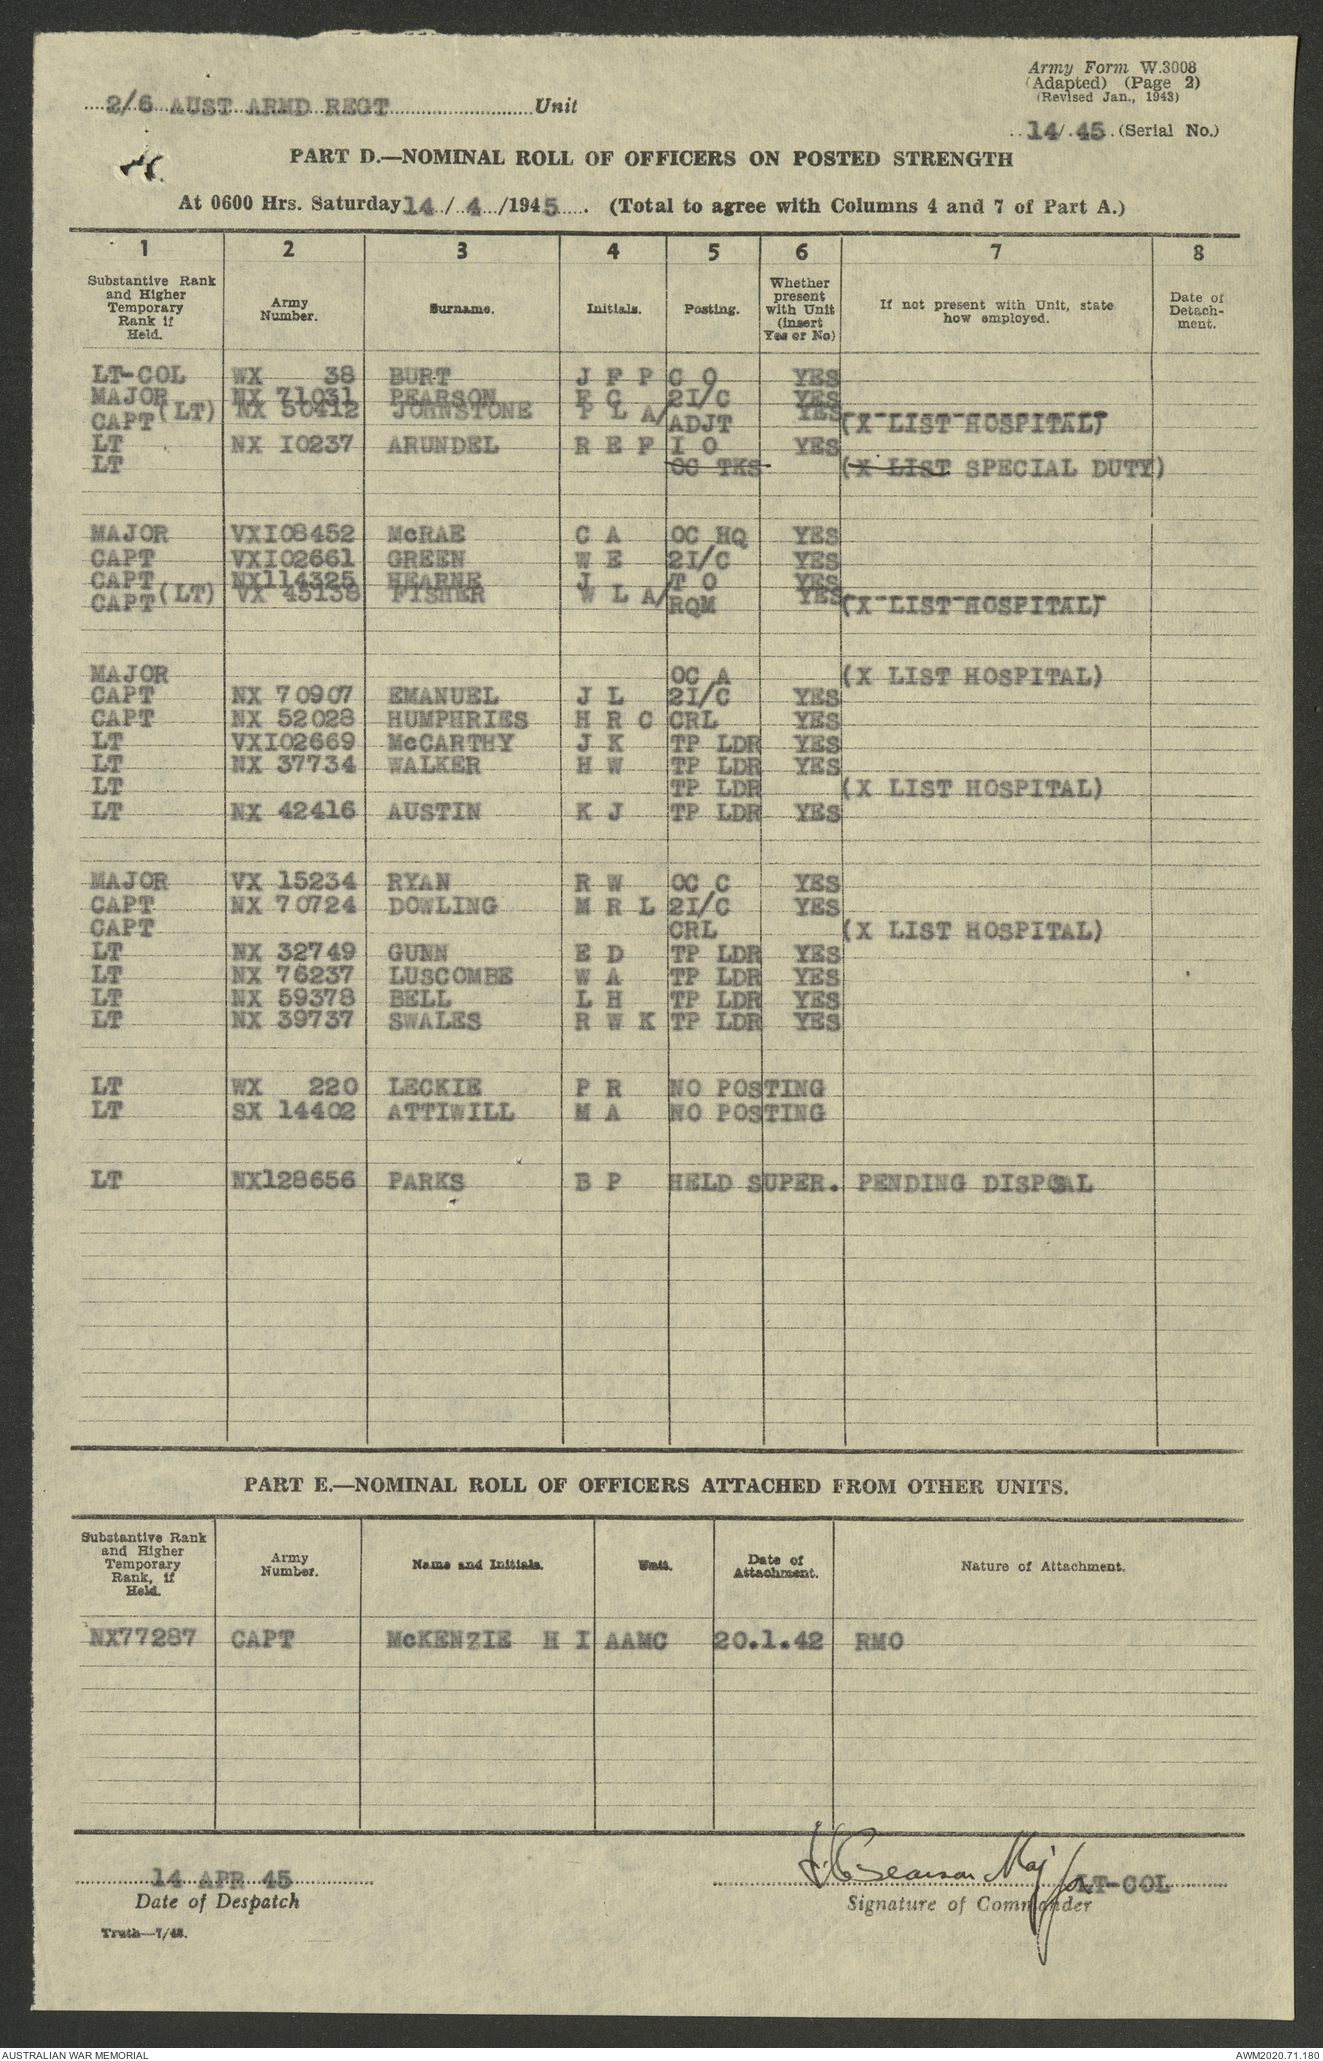 Army Form W.3008
(Adapted) (Page 2)
(Revised Jan., 1943)
2/6 AUST ARMD REGT Unit
14/45 (Serial No.)
PART D.—NOMINAL ROLL OF OFFICERS ON POSTED STRENGTH
At 0600 Hrs. Saturday 14/4/1945. (Total to agree with Columns 4 and 7 of Part A.)
1 2 3 4 5 6 7 8
Substantive Rank and Higher Temporary Rank if Held. Army Number. Surname. Initials. Posting. Whether present with Unit (insert Yes or No) If not present with Unit, state how employed. Date of Detach- ment.
LT-COL WX 38 BURT J F P C O YES
MAJOR NX 71031 PEARSON F C 2I/C YES
CAPT (LT) NX 50412 JOHNSTONE P L A/ ADJT YES (X LIST HOSPITAL)
LT NX 10237 ARUNDEL R E F I O YES
LT OC TKS (X LIST SPECIAL DUTY)
MAJOR VX108452 McRAE C A OC HQ YES
CAPT VX102661 GREEN W E 2I/C YES
CAPT NX114325 HEARNE J T O YES
CAPT (LT) VX 45138 FISHER W L A/ RQM YES (X LIST HOSPITAL)
MAJOR OC A (X LIST HOSPITAL)
CAPT NX 70907 EMANUEL J L 2I/C YES
CAPT NX 52028 HUMPHRIES H R C CRL YES
LT VX102669 McCARTHY J K TP LDR YES
LT NX 37734 WALKER H W TP LDR YES
LT TP LDR (X LIST HOSPITAL)
LT NX 42416 AUSTIN K J TP LDR YES
MAJOR VX 15234 RYAN R W OC C YES
CAPT NX 70724 DOWLING M R L 2I/C YES
CAPT CRL (X LIST HOSPITAL)
LT NX 32749 GUNN E D TP LDR YES
LT NX 76237 LUSCOMBE W A TP LDR YES
LT NX 59378 BELL L H TP LDR YES
LT NX 39737 SWALES R W K TP LDR YES
LT WX 220 LECKIE P R NO POSTING
LT SX 14402 ATTIWILL M A NO POSTING
LT NX128656 PARKS B P HELD SUPER. PENDING DISPOSAL
PART E.—NOMINAL ROLL OF OFFICERS ATTACHED FROM OTHER UNITS.
Substantive Rank and Higher Temporary Rank, if Held. Army Number. Name and Initials. Unit. Date of Attachment. Nature of Attachment.
NX77287 CAPT McKENZIE H I AAMC 20.1.42 RMO
14 APR 45 F. C. Pearson Maj for LT-COL
Date of Despatch Signature of Commander
AUSTRALIAN WAR MEMORIAL AWM2020.71.180